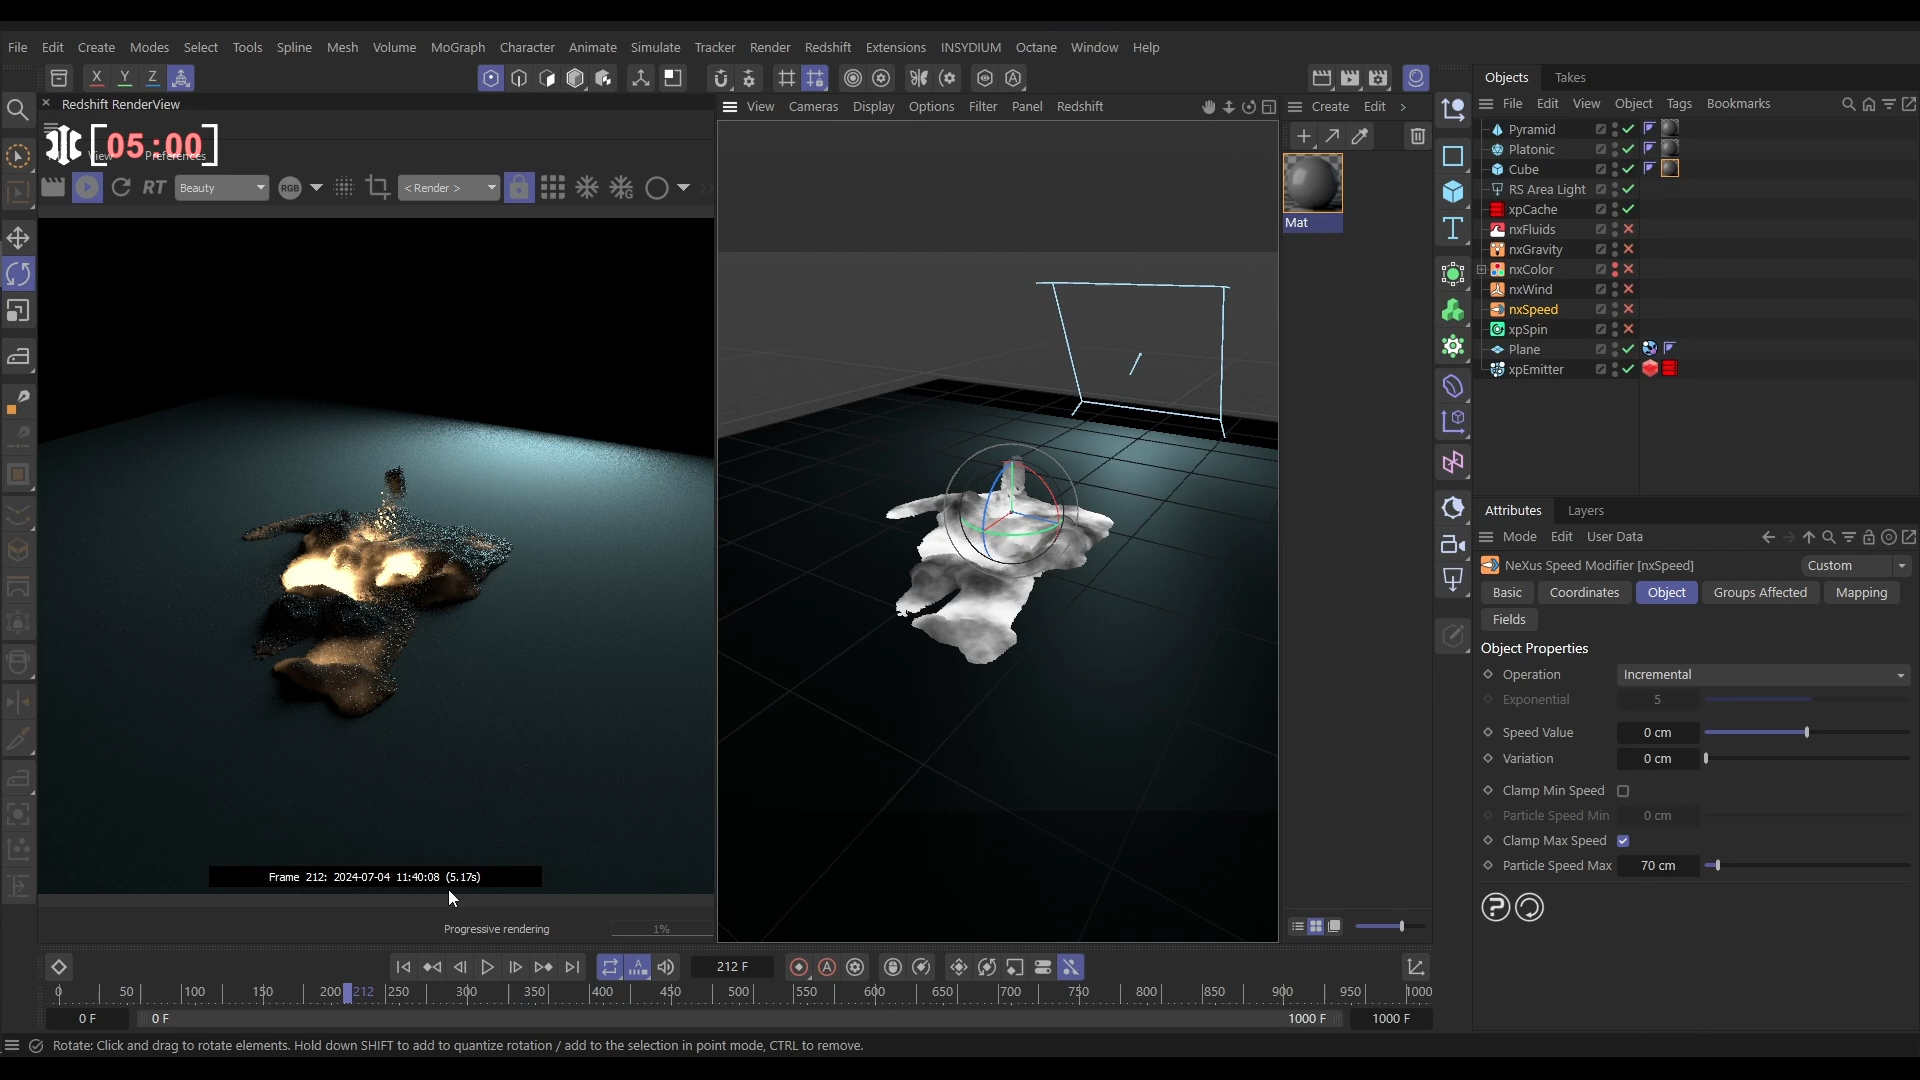 File Edit Create Modes Select Tools Spline Mesh Volume MoGraph Character Animate Simulate Tracker Render Redshift Extensions INSYDIUM Octane Window Help
X Y Z
Objects Takes
Redshift RenderView
View Cameras Display Options Filter Panel Redshift
Create Edit
File Edit View Object Tags Bookmarks
[05:00]
View Preferences
RT Beauty RGB < Render >
Mat
Pyramid
Platonic
Cube
RS Area Light
xpCache
nxFluids
nxGravity
nxColor
nxWind
nxSpeed
xpSpin
Plane
xpEmitter
Attributes Layers
Mode Edit User Data
NeXus Speed Modifier [nxSpeed] Custom
Basic Coordinates Object Groups Affected Mapping
Fields
Object Properties
Operation Incremental
Exponential 5
Speed Value 0 cm
Variation 0 cm
Clamp Min Speed
Particle Speed Min 0 cm
Clamp Max Speed
Particle Speed Max 70 cm
Frame 212: 2024-07-04 11:40:08 (5.17s)
Progressive rendering 1%
212 F
0 50 100 150 200 212 250 300 350 400 450 500 550 600 650 700 750 800 850 900 950 1000
0 F 0 F 1000 F 1000 F
Rotate: Click and drag to rotate elements. Hold down SHIFT to add to quantize rotation / add to the selection in point mode, CTRL to remove.